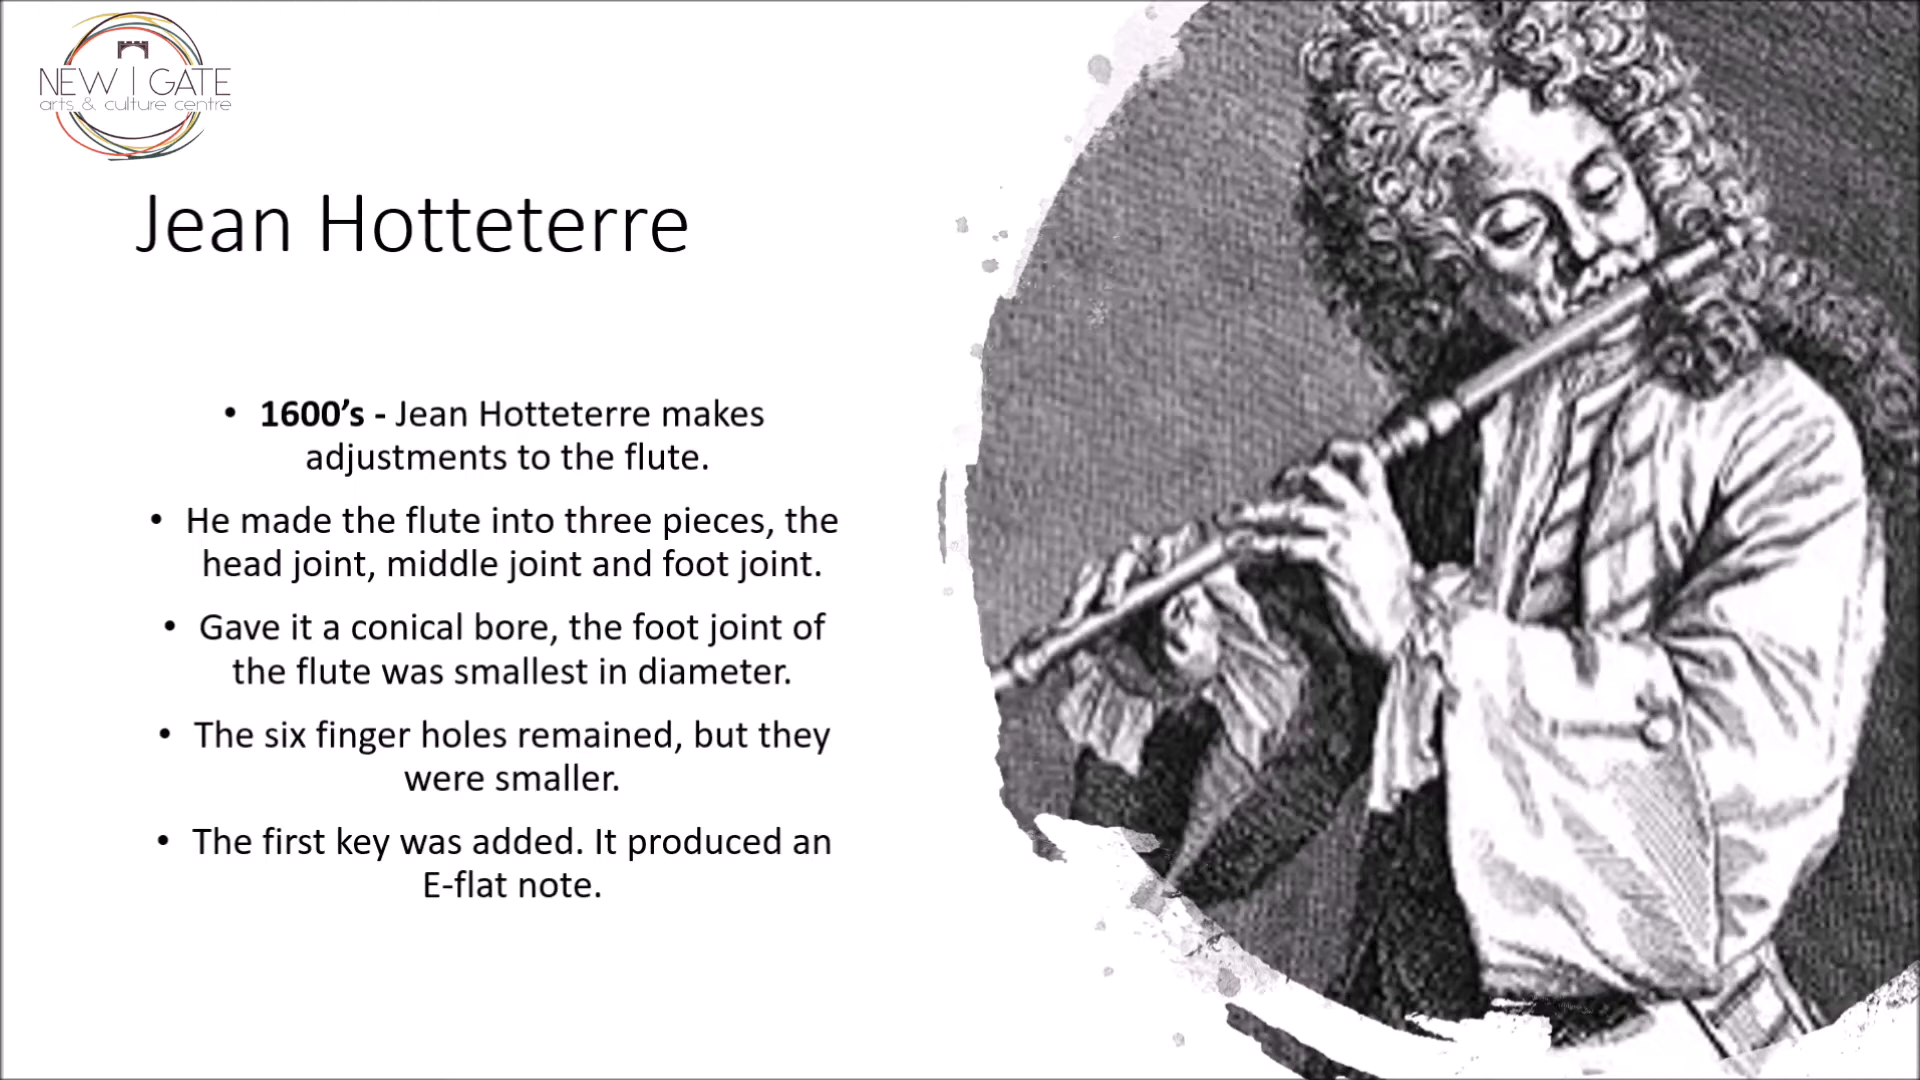 NEW | GATE
arts & culture centre
Jean Hotteterre
• 1600’s - Jean Hotteterre makes
adjustments to the flute.
• He made the flute into three pieces, the
head joint, middle joint and foot joint.
• Gave it a conical bore, the foot joint of
the flute was smallest in diameter.
• The six finger holes remained, but they
were smaller.
• The first key was added. It produced an
E-flat note.